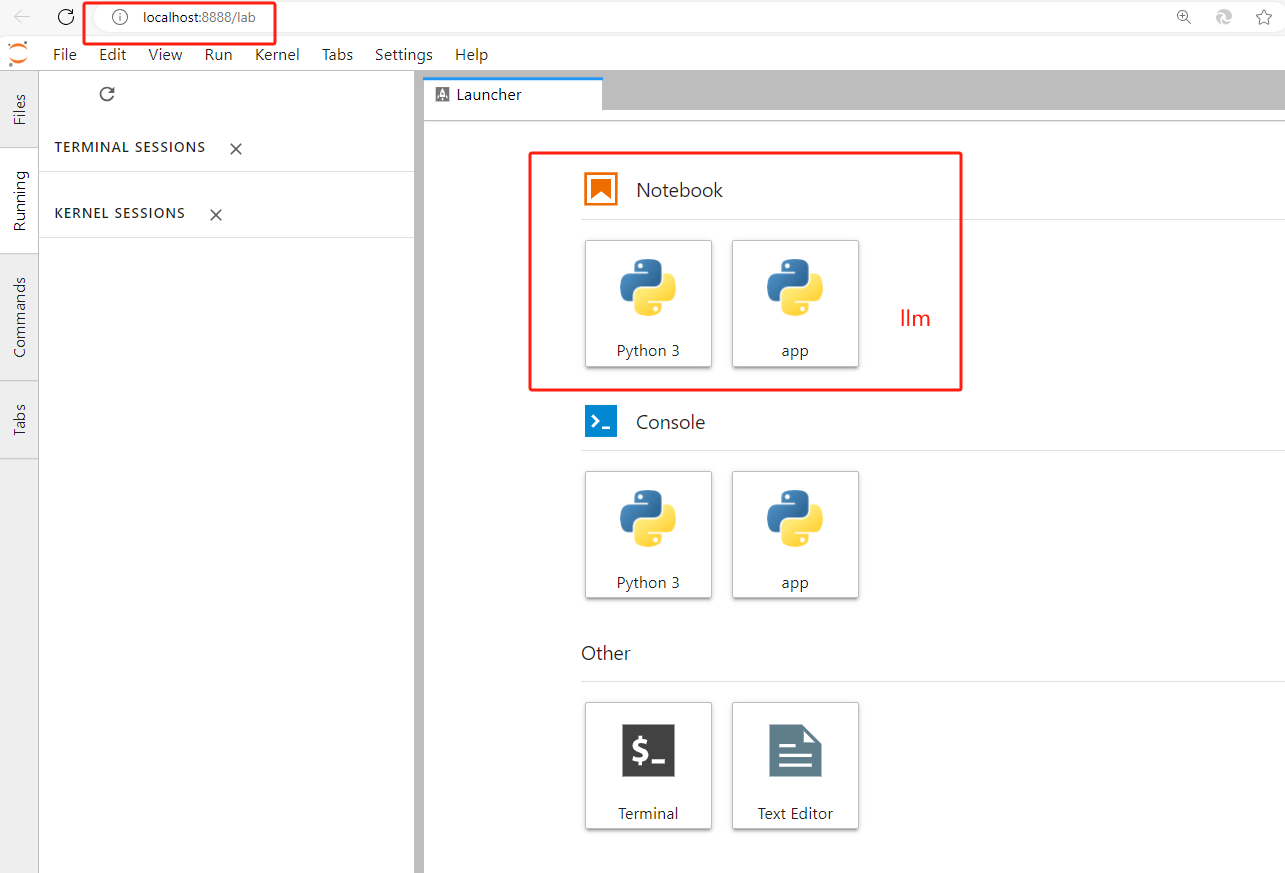 localhost:8888/lab
File Edit View Run Kernel Tabs Settings Help
Files
Running
Commands
Tabs
TERMINAL SESSIONS
KERNEL SESSIONS
Launcher
Notebook
Python 3
app
llm
Console
Python 3
app
Other
$_
Terminal
Text Editor